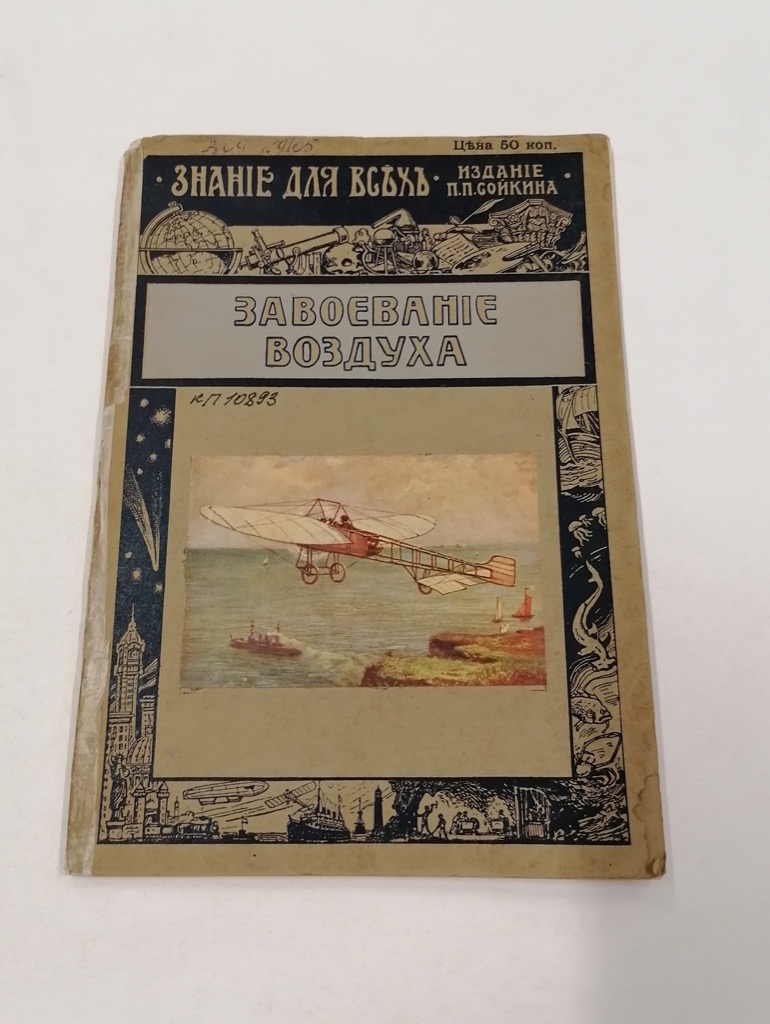 Цѣна 50 коп.
· ЗНАНІЕ ДЛЯ ВСѢХЪ · ИЗДАНІЕ
П.П.СОЙКИНА ·
ЗАВОЕВАНІЕ
ВОЗДУХА
КП 10893